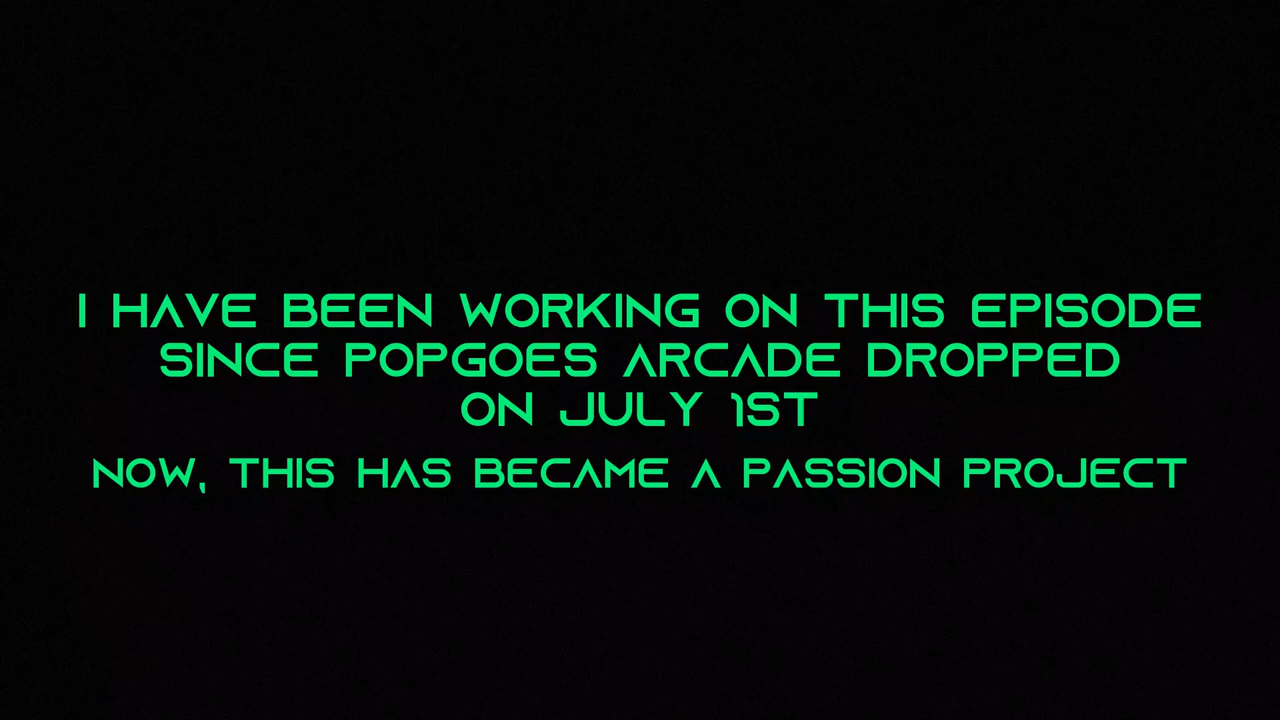 I HAVE BEEN WORKING ON THIS EPISODE
SINCE POPGOES ARCADE DROPPED
ON JULY 1ST
NOW, THIS HAS BECAME A PASSION PROJECT